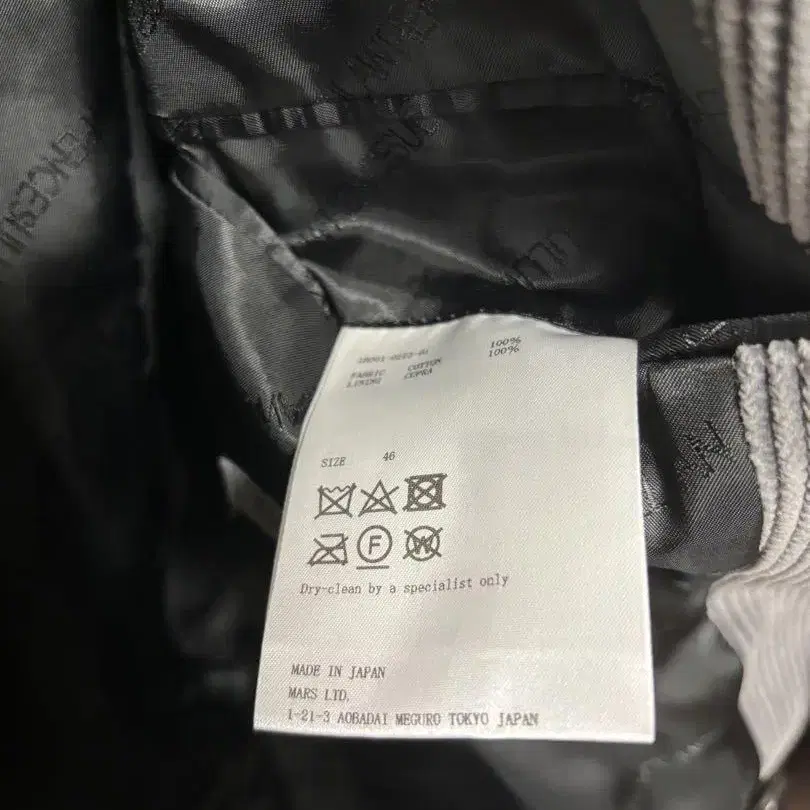 100%
100%
FABRIC COTTON
LINING CUPRA
SIZE 46
F
W
Dry-clean by a specialist only
MADE IN JAPAN
MARS LTD.
1-21-3 AOBADAI MEGURO TOKYO JAPAN